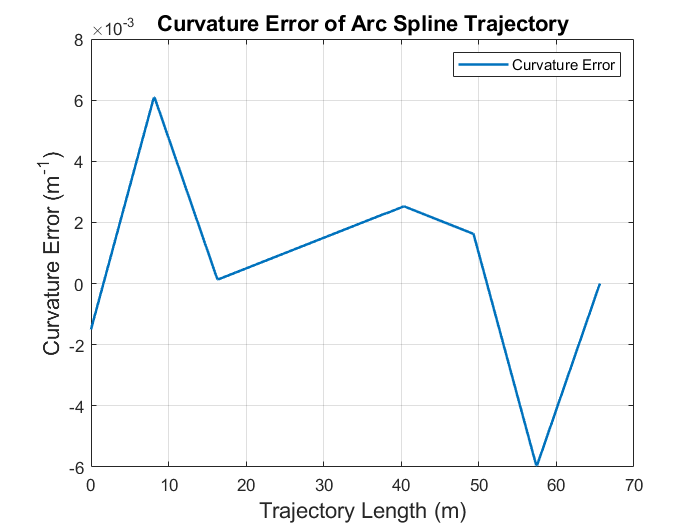 Curvature Error of Arc Spline Trajectory
×10⁻³
Curvature Error
8
6
4
2
0
-2
-4
-6
Curvature Error (m⁻¹)
0 10 20 30 40 50 60 70
Trajectory Length (m)